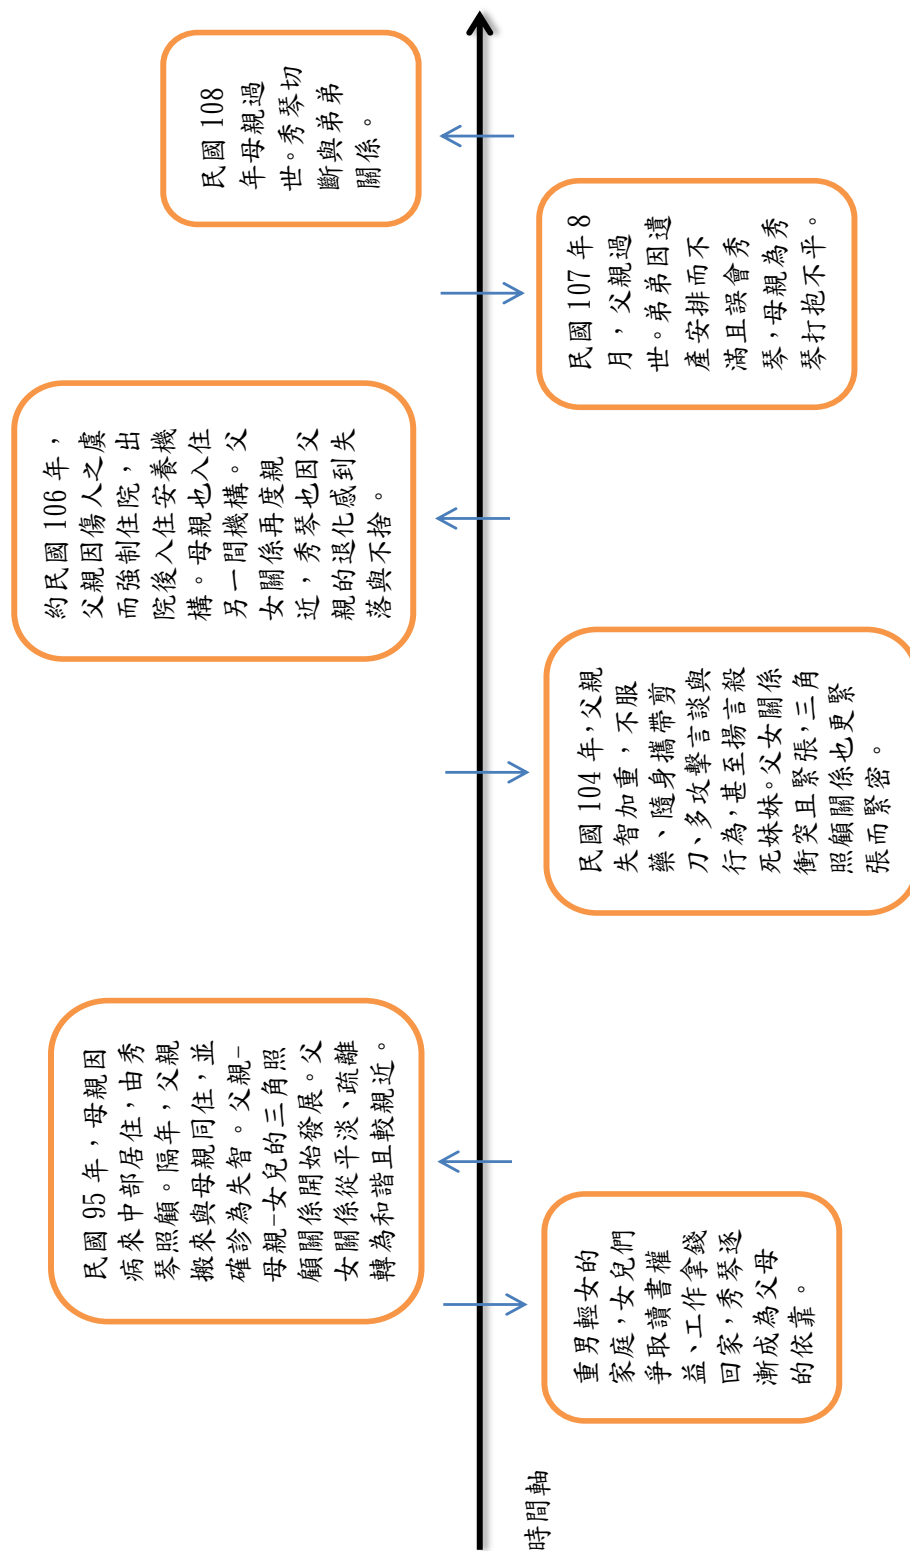 時間軸
重男輕女的
家庭，女兒們
爭取讀書權
益、工作拿錢
回家，秀琴逐
漸成為父母
的依靠。
民國 95 年，母親因
病來中部居住，由秀
琴照顧。隔年，父親
搬來與母親同住，並
確診為失智。父親-
母親-女兒的三角照
顧關係開始發展。父
女關係從平淡、疏離
轉為和諧且較親近。
民國 104 年，父親
失智加重，不服
藥、隨身攜帶剪
刀、多攻擊言談與
行為，甚至揚言殺
死妹妹。父女關係
衝突且緊張，三角
照顧關係也更緊
張而緊密。
約民國 106 年，
父親因傷人之虞
而強制住院，出
院後入住安養機
構。母親也入住
另一間機構。父
女關係再度親
近，秀琴也因父
親的退化感到失
落與不捨。
民國 107 年 8
月，父親過
世。弟弟因遺
產安排而不
滿且誤會秀
琴，母親為秀
琴打抱不平。
民國 108
年母親過
世。秀琴切
斷與弟弟
關係。